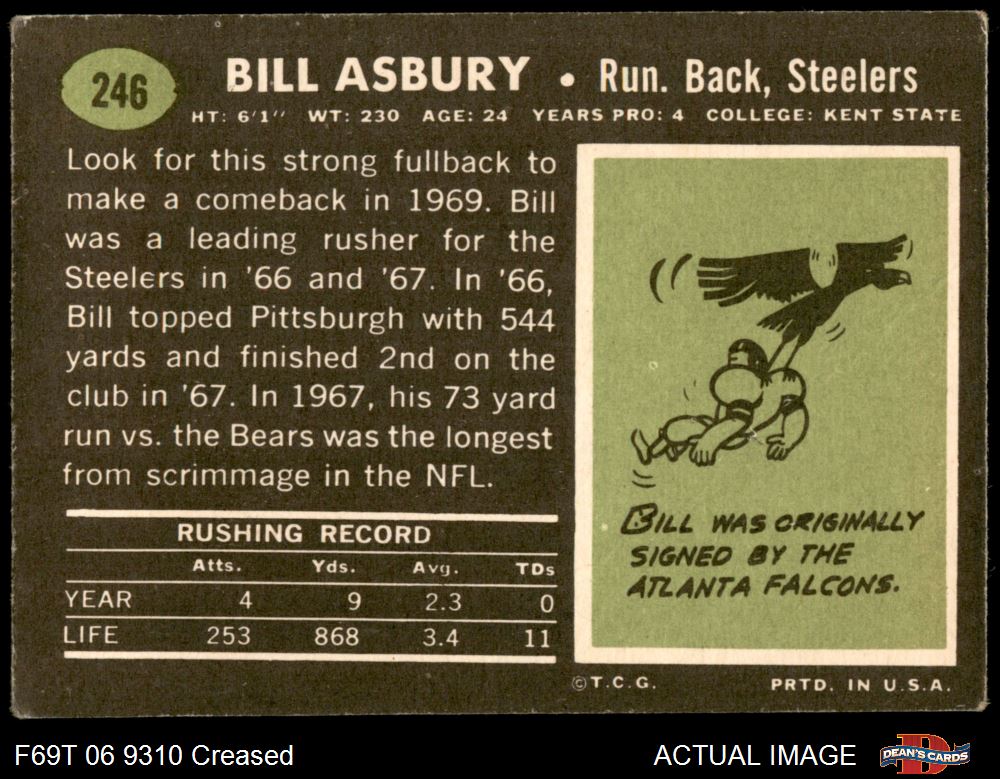 246
BILL ASBURY • Run. Back, Steelers
HT: 6'1" WT: 230 AGE: 24 YEARS PRO: 4 COLLEGE: KENT STATE
Look for this strong fullback to
make a comeback in 1969. Bill
was a leading rusher for the
Steelers in '66 and '67. In '66,
Bill topped Pittsburgh with 544
yards and finished 2nd on the
club in '67. In 1967, his 73 yard
run vs. the Bears was the longest
from scrimmage in the NFL.
RUSHING RECORD
Atts. Yds. Avg. TDs
YEAR 4 9 2.3 0
LIFE 253 868 3.4 11
BILL WAS ORIGINALLY
SIGNED BY THE
ATLANTA FALCONS.
©T.C.G. PRTD. IN U.S.A.
F69T 06 9310 Creased ACTUAL IMAGE
D
DEAN'S CARDS